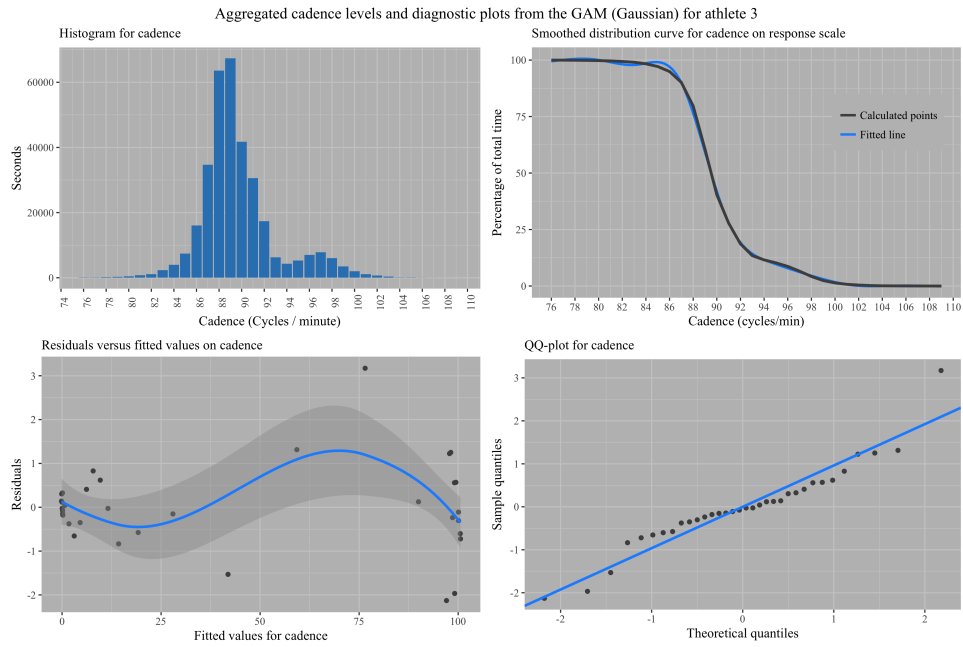 Aggregated cadence levels and diagnostic plots from the GAM (Gaussian) for athlete 3
Histogram for cadence
Seconds
60000
40000
20000
0
74 76 78 80 82 84 86 88 90 92 94 96 98 100 102 104 106 108 110
Cadence (Cycles / minute)
Smoothed distribution curve for cadence on response scale
Percentage of total time
100
75
50
25
0
Calculated points
Fitted line
76 78 80 82 84 86 88 90 92 94 96 98 100 102 104 106 108 110
Cadence (cycles/min)
Residuals versus fitted values on cadence
Residuals
3
2
1
0
-1
-2
0 25 50 75 100
Fitted values for cadence
QQ-plot for cadence
Sample quantiles
3
2
1
0
-1
-2
-2 -1 0 1 2
Theoretical quantiles